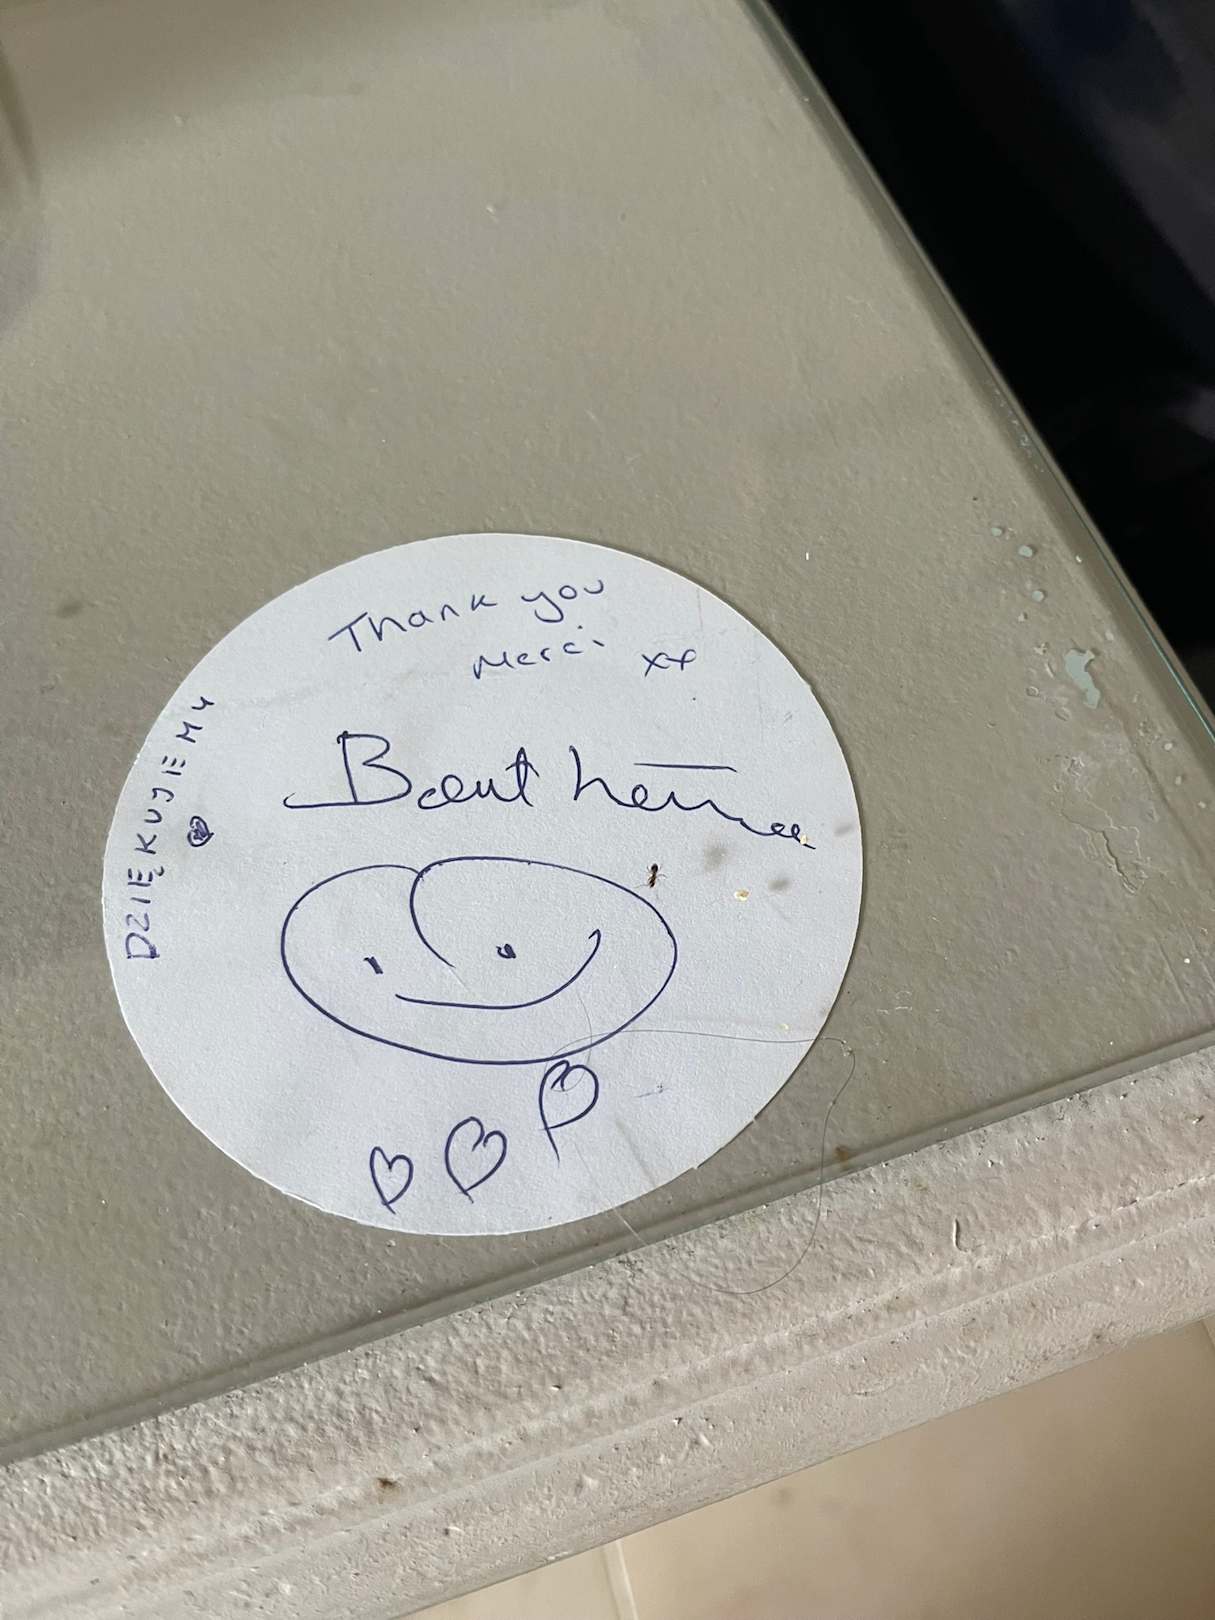 Thank you
Merci xx
DZIĘKUJEMY